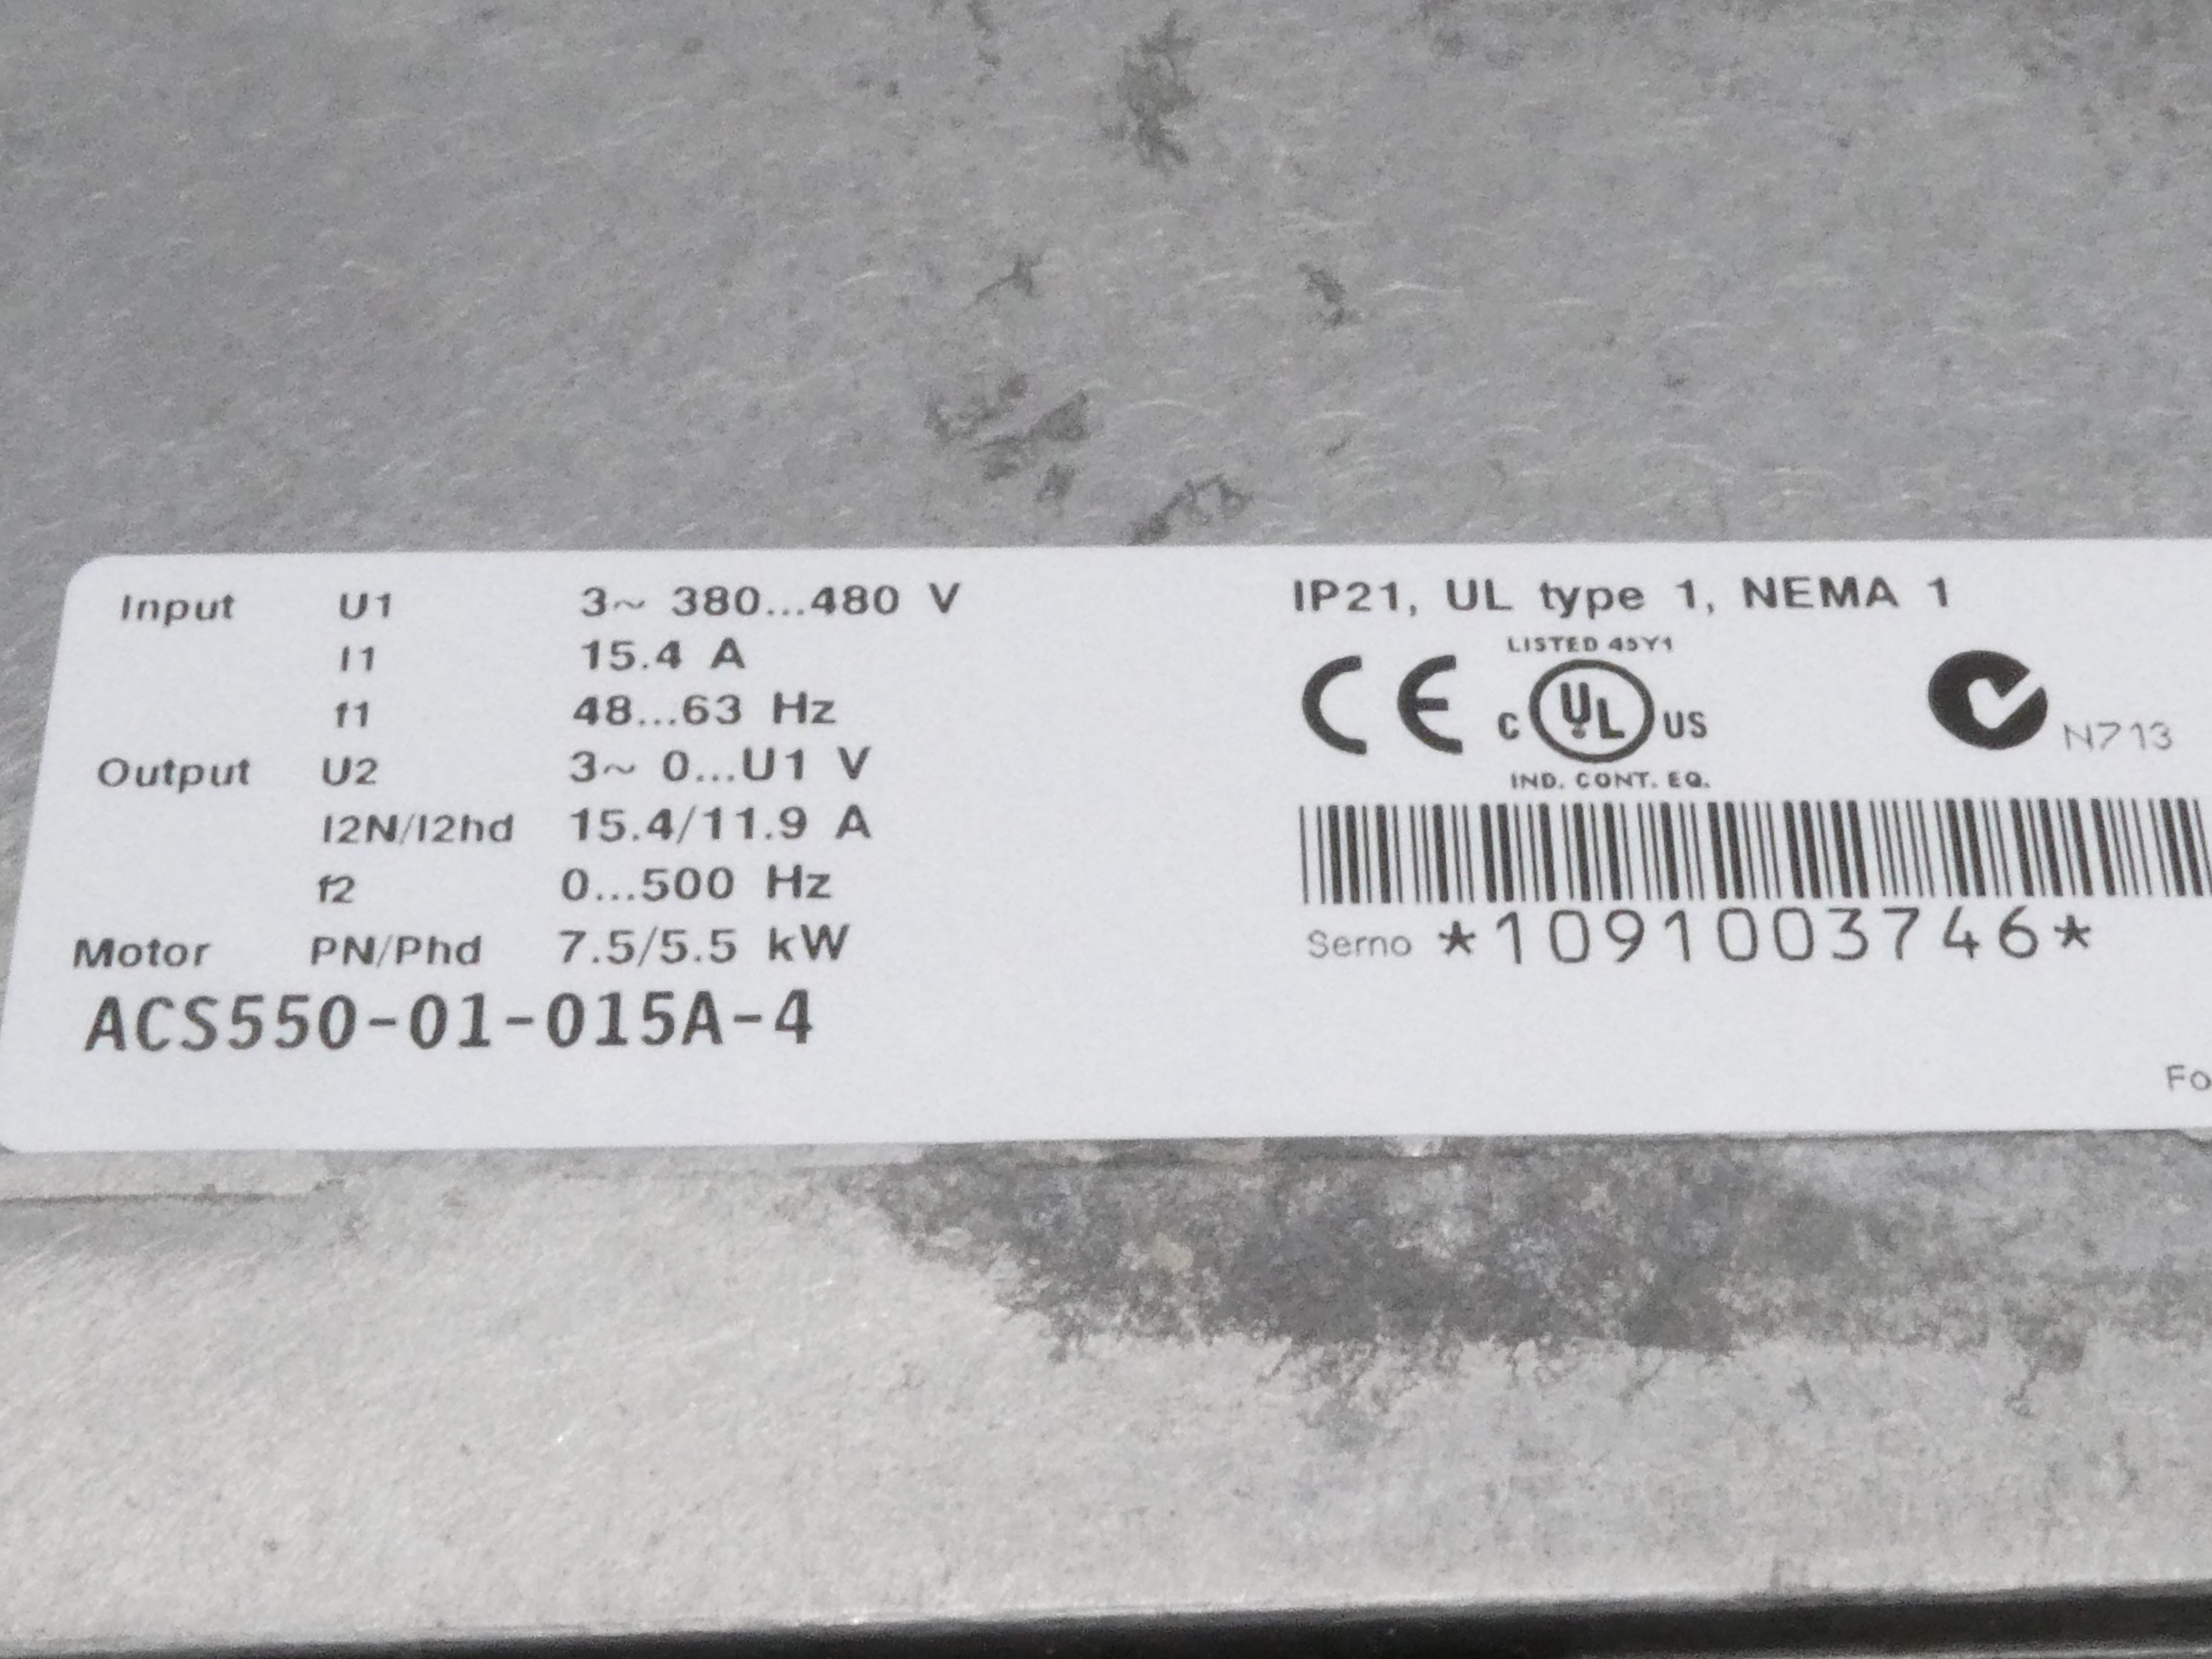 Input U1 3~ 380...480 V
I1 15.4 A
f1 48...63 Hz
Output U2 3~ 0...U1 V
I2N/I2hd 15.4/11.9 A
f2 0...500 Hz
Motor PN/Phd 7.5/5.5 kW
ACS550-01-015A-4
IP21, UL type 1, NEMA 1
LISTED 45Y1
CE C UL US
N713
IND. CONT. EQ.
Serno *1091003746*
Fo